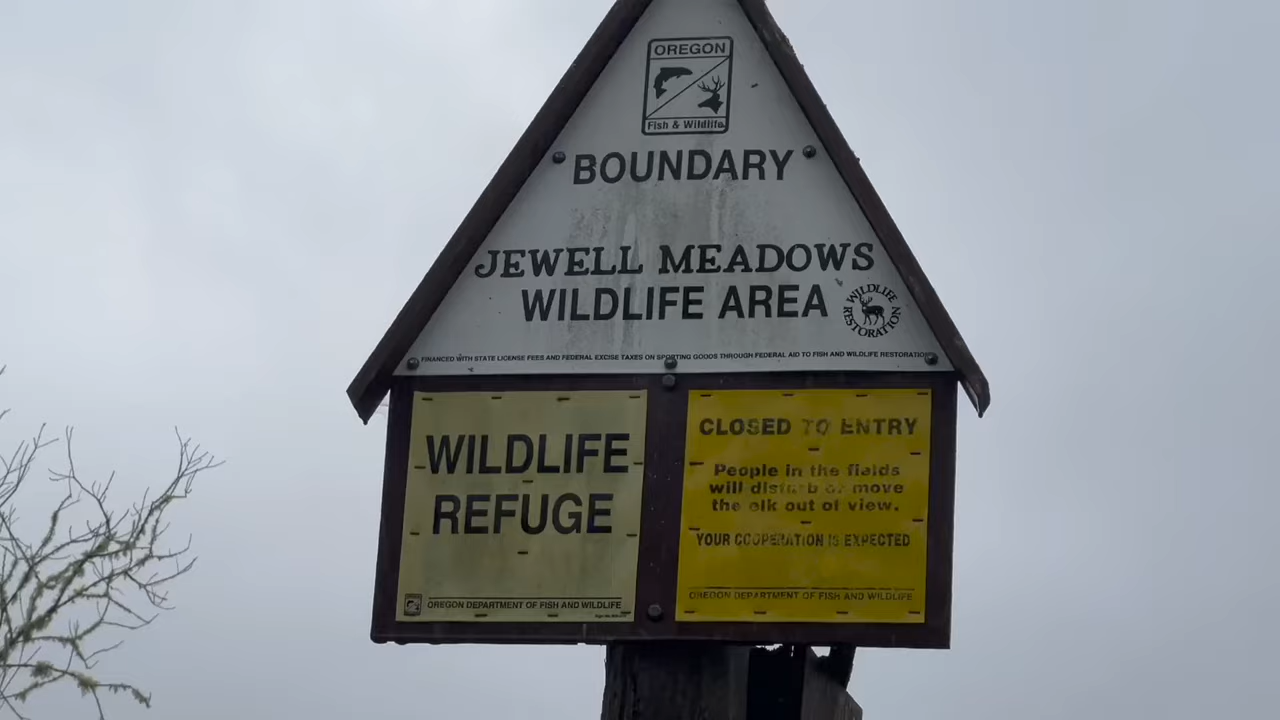 OREGON
Fish & Wildlife
BOUNDARY
JEWELL MEADOWS
WILDLIFE AREA
WILDLIFE RESTORATION
FINANCED WITH STATE LICENSE FEES AND FEDERAL EXCISE TAXES ON SPORTING GOODS THROUGH FEDERAL AID TO FISH AND WILDLIFE RESTORATION
WILDLIFE
REFUGE
OREGON DEPARTMENT OF FISH AND WILDLIFE
CLOSED TO ENTRY
People in the fields
will disturb or move
the elk out of view.
YOUR COOPERATION IS EXPECTED
OREGON DEPARTMENT OF FISH AND WILDLIFE